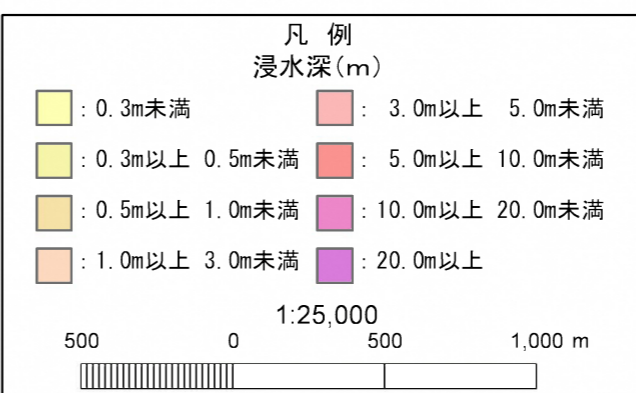 凡 例
浸水深(m)
: 0.3m未満
: 0.3m以上 0.5m未満
: 0.5m以上 1.0m未満
: 1.0m以上 3.0m未満
: 3.0m以上 5.0m未満
: 5.0m以上 10.0m未満
: 10.0m以上 20.0m未満
: 20.0m以上
1:25,000
500 0 500 1,000 m